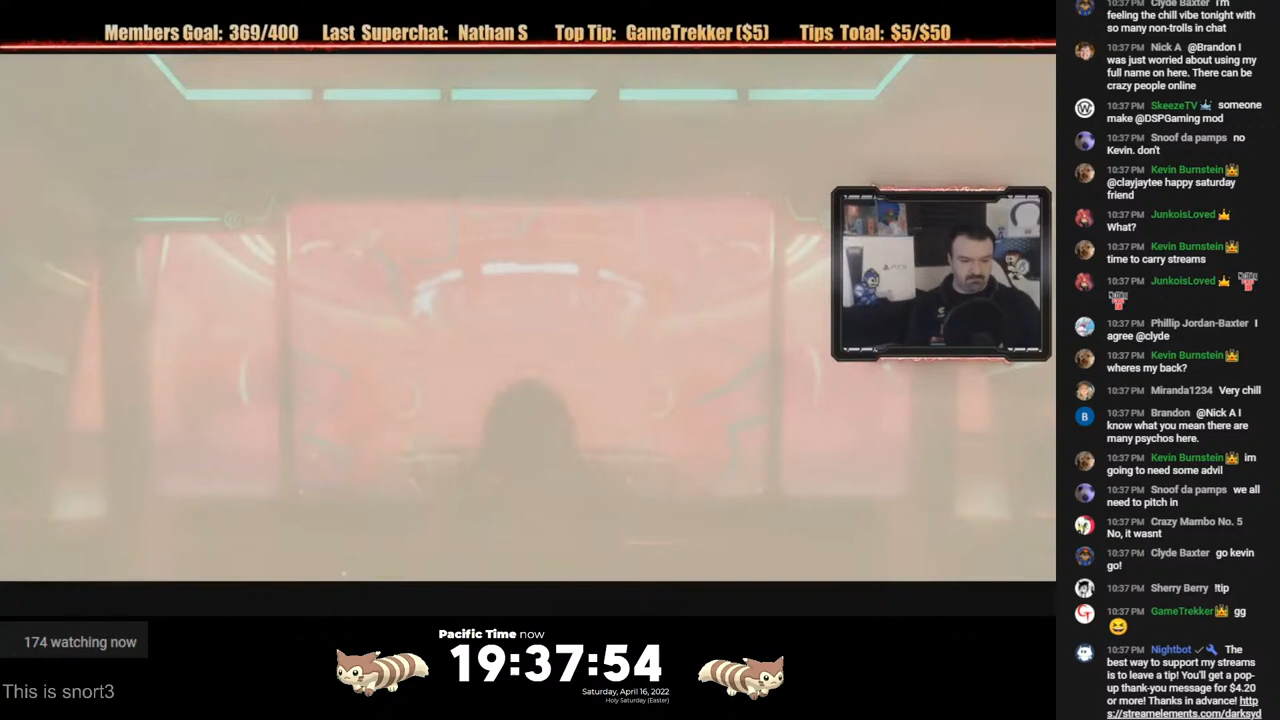 Members Goal: 369/400 Last Superchat: Nathan S Top Tip: GameTrekker ($5) Tips Total: $5/$50
Clyde Baxter I'm
feeling the chill vibe tonight with
so many non-trolls in chat
10:37 PM Nick A @Brandon I
was just worried about using my
full name on here. There can be
crazy people online
10:37 PM SkeezeTV someone
make @DSPGaming mod
10:37 PM Snoof da pamps no
Kevin. don't
10:37 PM Kevin Burnstein
@clayjaytee happy saturday
friend
10:37 PM JunkoisLoved
What?
10:37 PM Kevin Burnstein
time to carry streams
10:37 PM JunkoisLoved
10:37 PM Phillip Jordan-Baxter I
agree @clyde
10:37 PM Kevin Burnstein
wheres my back?
10:37 PM Miranda1234 Very chill
B 10:37 PM Brandon @Nick A I
know what you mean there are
many psychos here.
10:37 PM Kevin Burnstein im
going to need some advil
10:37 PM Snoof da pamps we all
need to pitch in
10:37 PM Crazy Mambo No. 5
No, it wasnt
10:37 PM Clyde Baxter go kevin
go!
10:37 PM Sherry Berry !tip
10:37 PM GameTrekker gg
10:37 PM Nightbot The
best way to support my streams
is to leave a tip! You'll get a pop-
up thank-you message for $4.20
or more! Thanks in advance! http
s://streamelements.com/darksyd
174 watching now
This is snort3
Pacific Time now
19:37:54
Saturday, April 16, 2022
Holy Saturday (Easter)